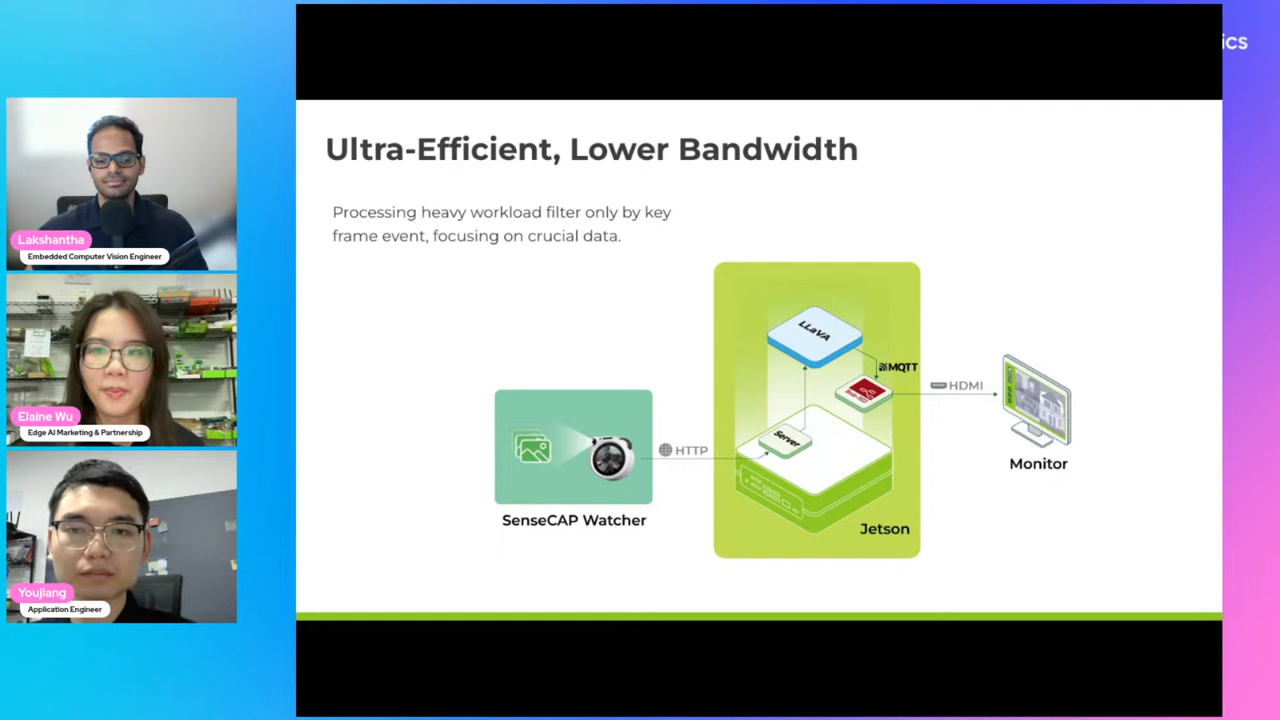 ics
Lakshantha
Embedded Computer Vision Engineer
Elaine Wu
Edge AI Marketing & Partnership
Youjiang
Application Engineer
Ultra-Efficient, Lower Bandwidth
Processing heavy workload filter only by key
frame event, focusing on crucial data.
LLaVA
MQTT
HDMI
Server
HTTP
Monitor
SenseCAP Watcher
Jetson